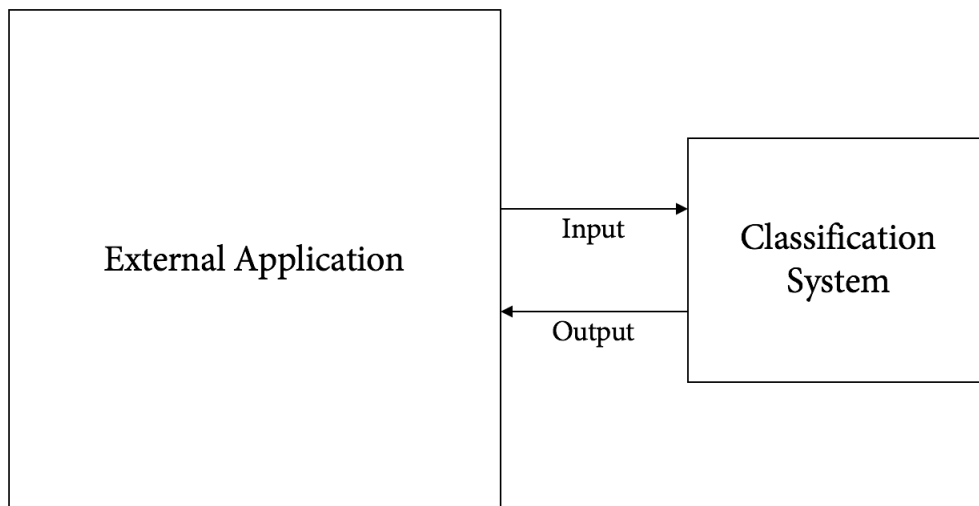 External Application
Input
Output
Classification
System